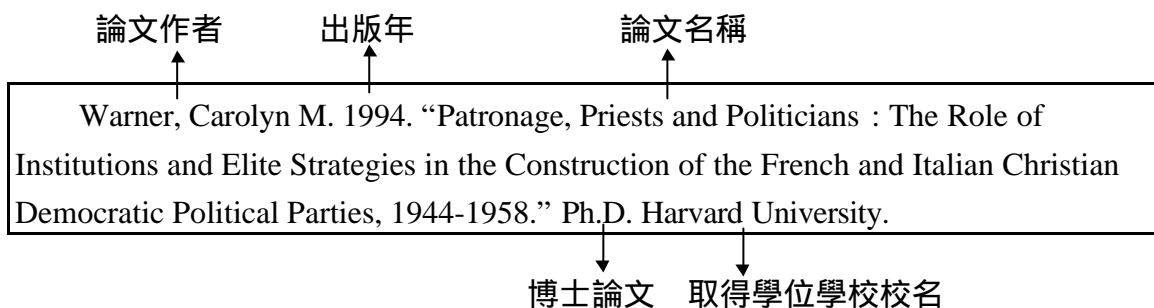 論文作者 出版年 論文名稱
Warner, Carolyn M. 1994. “Patronage, Priests and Politicians : The Role of
Institutions and Elite Strategies in the Construction of the French and Italian Christian
Democratic Political Parties, 1944-1958.” Ph.D. Harvard University.
博士論文 取得學位學校校名